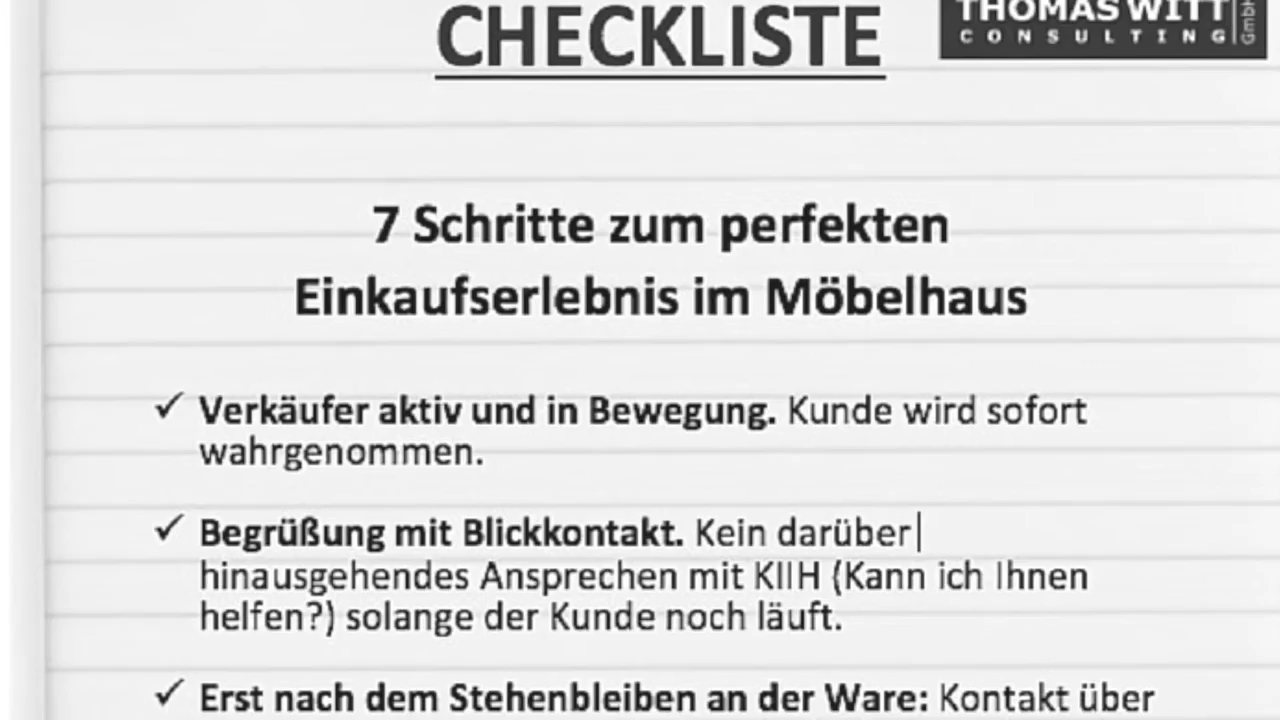 CHECKLISTE
THOMAS WITT
CONSULTING GmbH
7 Schritte zum perfekten
Einkaufserlebnis im Möbelhaus
✓ Verkäufer aktiv und in Bewegung. Kunde wird sofort
wahrgenommen.
✓ Begrüßung mit Blickkontakt. Kein darüber
hinausgehendes Ansprechen mit KIIH (Kann ich Ihnen
helfen?) solange der Kunde noch läuft.
✓ Erst nach dem Stehenbleiben an der Ware: Kontakt über